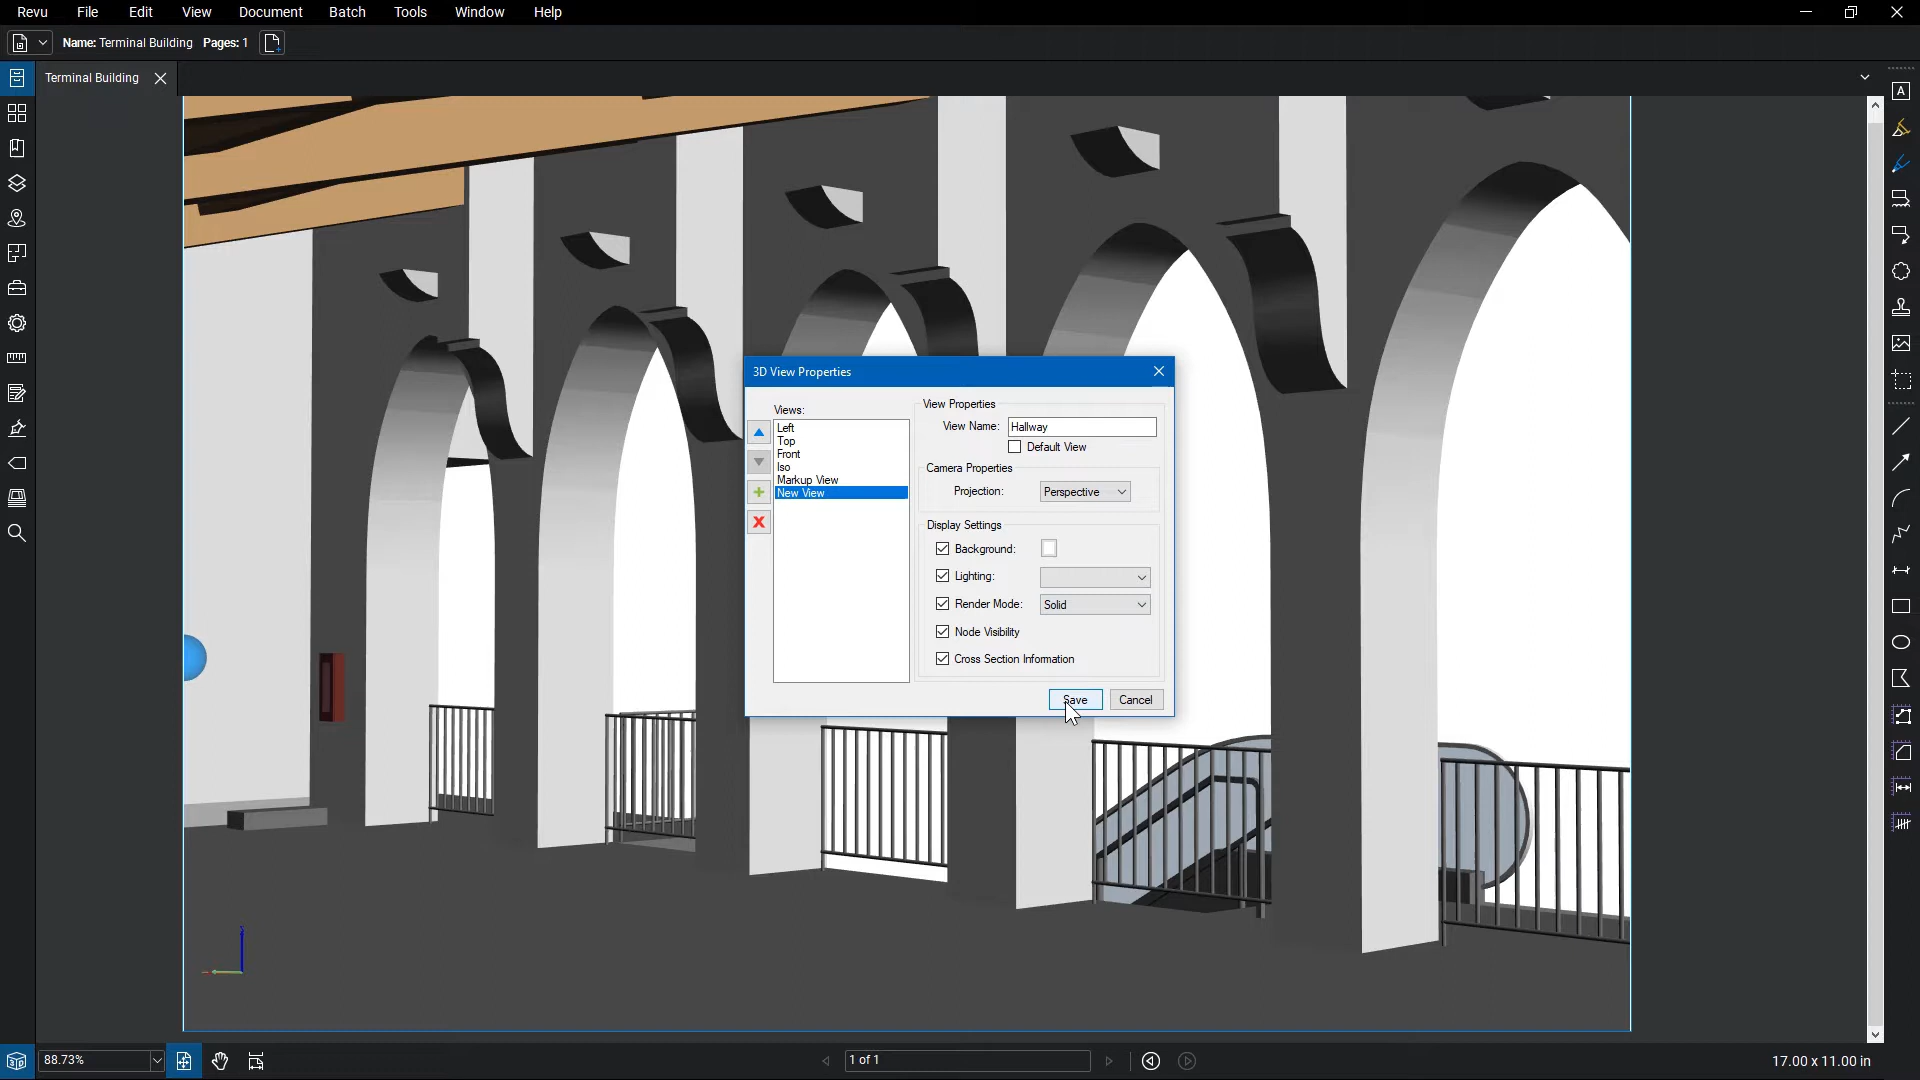 Revu File Edit View Document Batch Tools Window Help
Name: Terminal Building Pages: 1
Terminal Building
A
3D View Properties
Views:
Left
Top
Front
Iso
Markup View
New View
View Properties
View Name: Hallway
Default View
Camera Properties
Projection: Perspective
Display Settings
Background:
Lighting:
Render Mode: Solid
Node Visibility
Cross Section Information
Save Cancel
Z
3D 88.73% 1 of 1 17.00 x 11.00 in